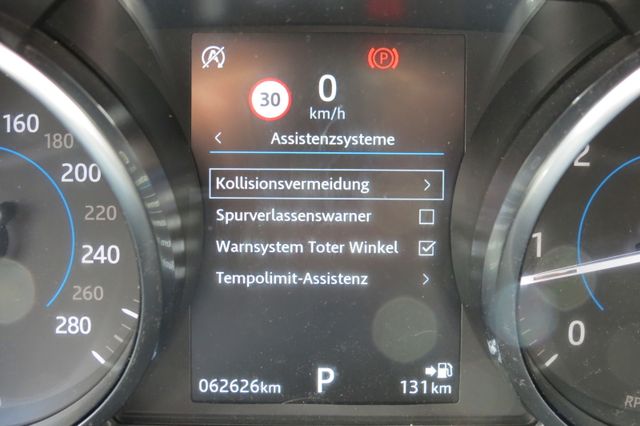 A
(P)
30
0
km/h
Assistenzsysteme
Kollisionsvermeidung
Spurverlassenswarner
Warnsystem Toter Winkel
Tempolimit-Assistenz
062626km
P
131km
160
180
200
220
240
260
280
2
1
0